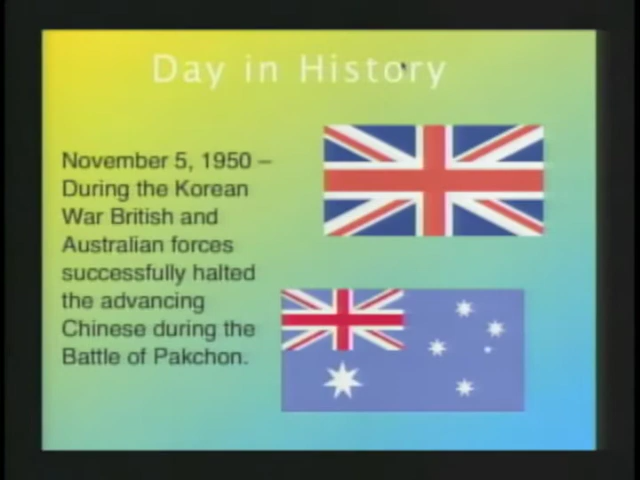 Day in History
November 5, 1950 –
During the Korean
War British and
Australian forces
successfully halted
the advancing
Chinese during the
Battle of Pakchon.